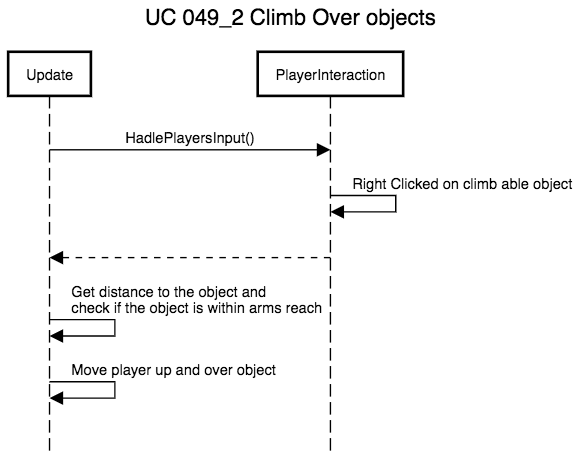 UC 049_2 Climb Over objects
Update
PlayerInteraction
HadlePlayersInput()
Right Clicked on climb able object
Get distance to the object and
check if the object is within arms reach
Move player up and over object